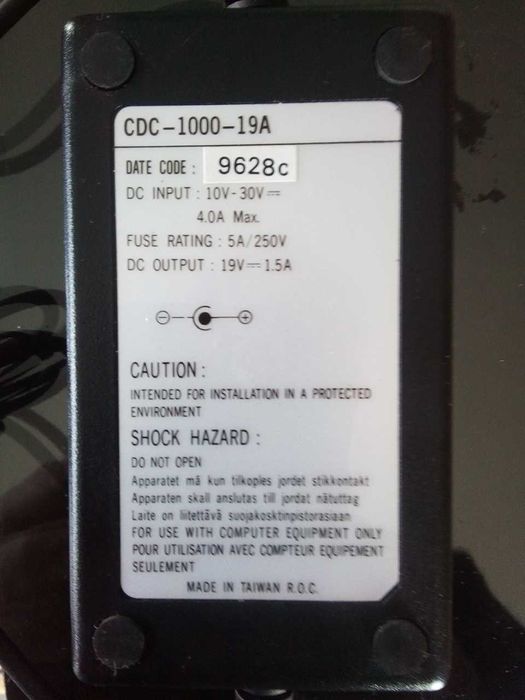 CDC-1000-19A
DATE CODE : 9628c
DC INPUT : 10V-30V⎓
4.0A Max.
FUSE RATING : 5A/250V
DC OUTPUT : 19V⎓1.5A
CAUTION :
INTENDED FOR INSTALLATION IN A PROTECTED
ENVIRONMENT
SHOCK HAZARD :
DO NOT OPEN
Apparatet må kun tilkoples jordet stikkontakt
Apparaten skall anslutas till jordat nätuttag
Laite on liitettävä suojakosktinpistorasiaan
FOR USE WITH COMPUTER EQUIPMENT ONLY
POUR UTILISATION AVEC COMPTEUR EQUIPEMENT
SEULEMENT
MADE IN TAIWAN R.O.C.